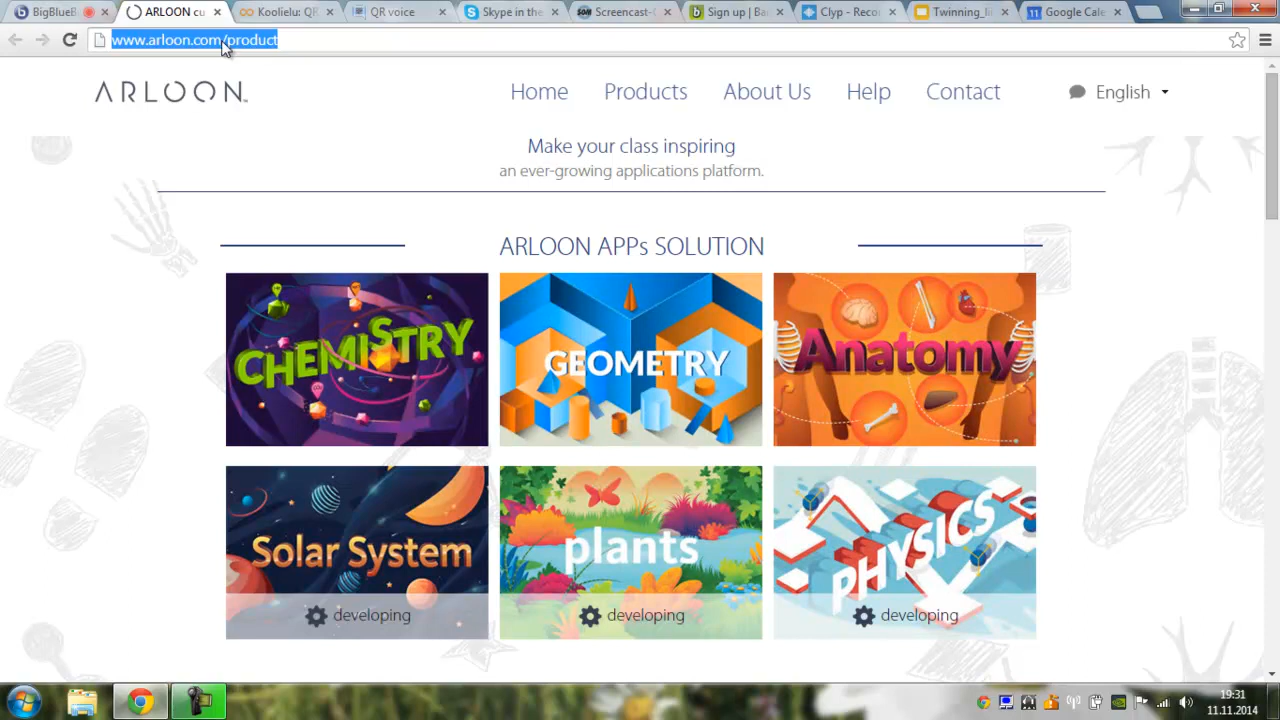 BigBlueB
ARLOON cu
Koolielu: QR
QR voice
Skype in the
Screencast-
Sign up | Ba
Clyp - Reco
Twinning_li
Google Cale
www.arloon.com/product
ARLOON
Home Products About Us Help Contact English
Make your class inspiring
an ever-growing applications platform.
ARLOON APPs SOLUTION
CHEMISTRY
GEOMETRY
Anatomy
Solar System
plants
PHYSICS
developing
developing
developing
19:31
11.11.2014